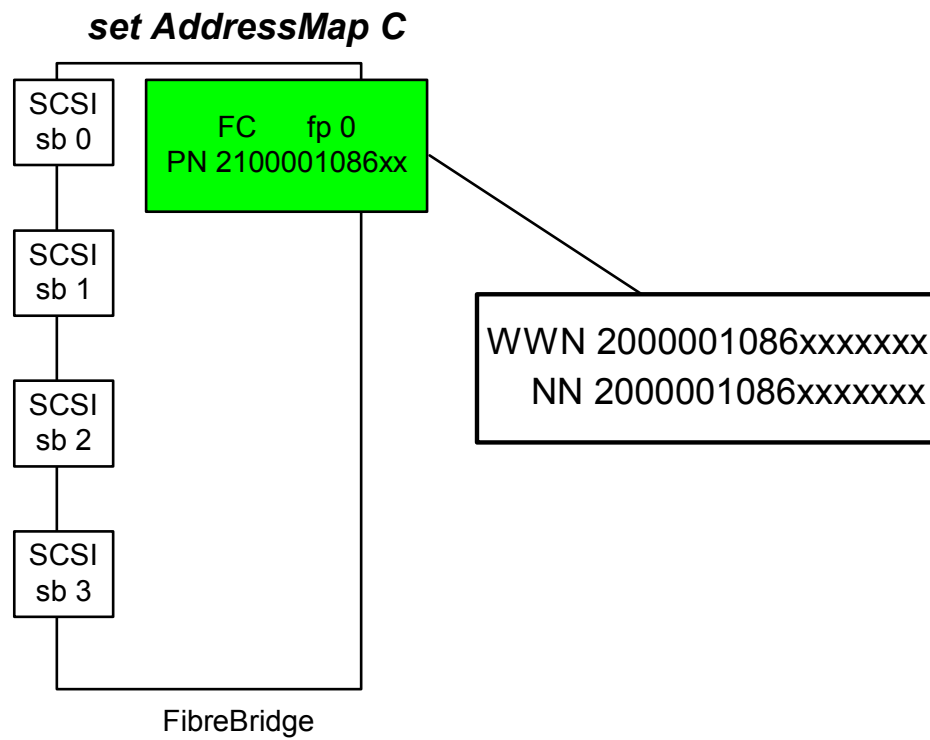 set AddressMap C
SCSI
sb 0
FC fp 0
PN 2100001086xx
SCSI
sb 1
WWN 2000001086xxxxxxx
NN 2000001086xxxxxxx
SCSI
sb 2
SCSI
sb 3
FibreBridge